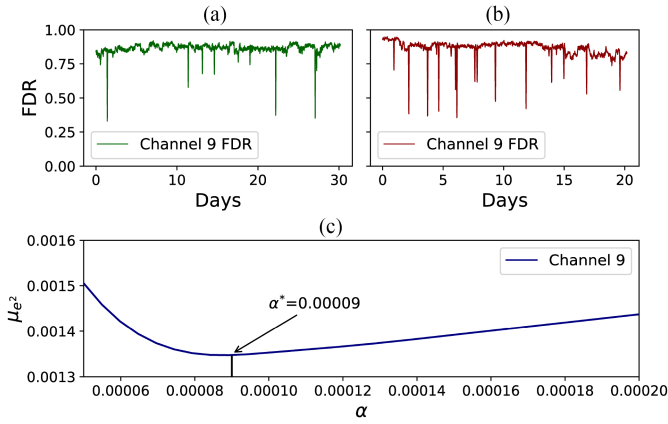 (a)
(b)
1.00
0.75
0.50
0.25
0.00
FDR
Channel 9 FDR
Channel 9 FDR
0 10 20 30
0 5 10 15 20
Days
Days
(c)
0.0016
0.0015
0.0014
0.0013
μe²
Channel 9
α*=0.00009
0.00006 0.00008 0.00010 0.00012 0.00014 0.00016 0.00018 0.00020
α